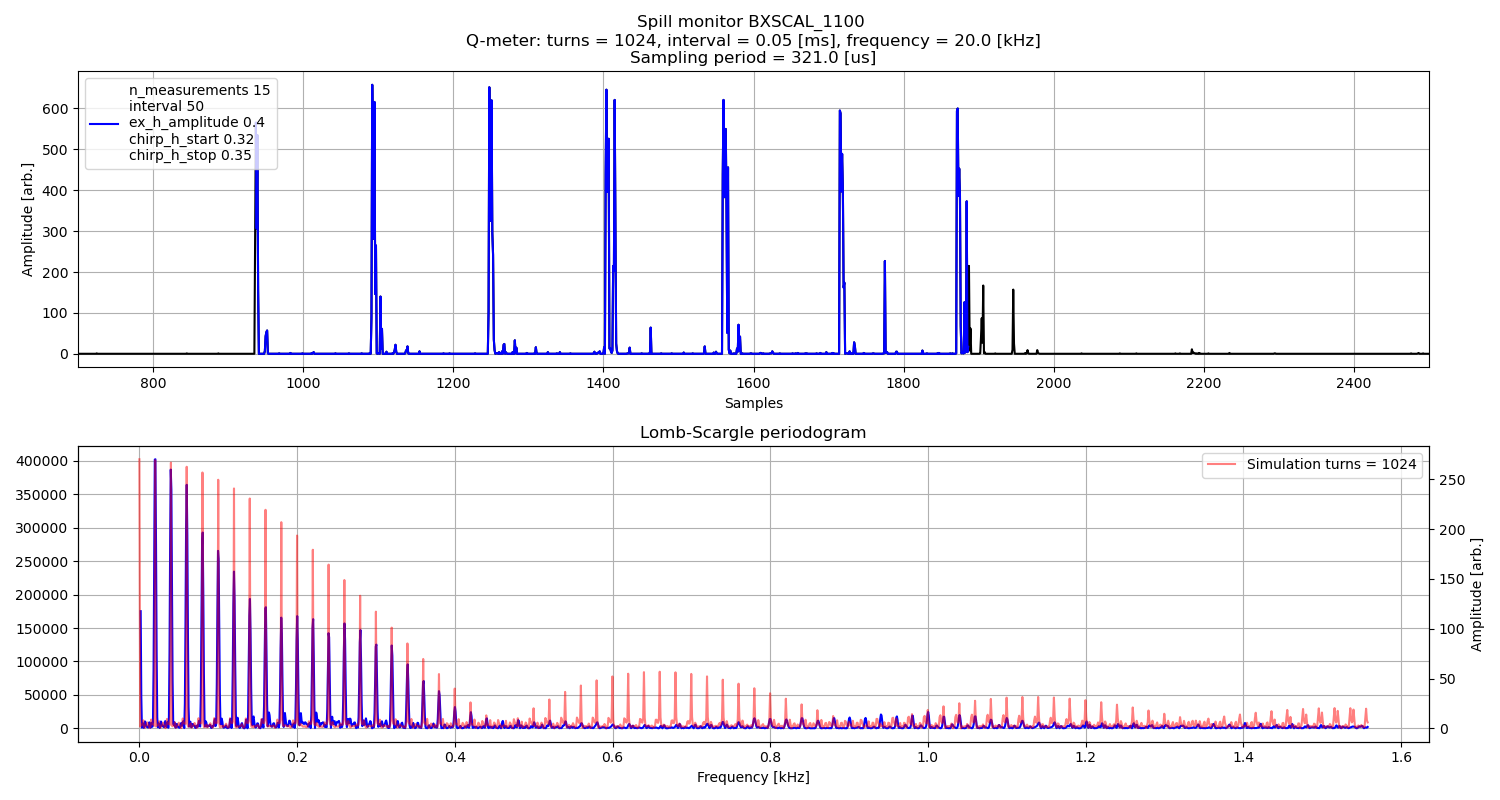 Spill monitor BXSCAL_1100
Q-meter: turns = 1024, interval = 0.05 [ms], frequency = 20.0 [kHz]
Sampling period = 321.0 [us]
n_measurements 15
interval 50
ex_h_amplitude 0.4
chirp_h_start 0.32
chirp_h_stop 0.35
Amplitude [arb.]
600
500
400
300
200
100
0
800 1000 1200 1400 1600 1800 2000 2200 2400
Samples
Lomb-Scargle periodogram
Simulation turns = 1024
400000
350000
300000
250000
200000
150000
100000
50000
0
250
200
150
100
50
0
Amplitude [arb.]
0.0 0.2 0.4 0.6 0.8 1.0 1.2 1.4 1.6
Frequency [kHz]